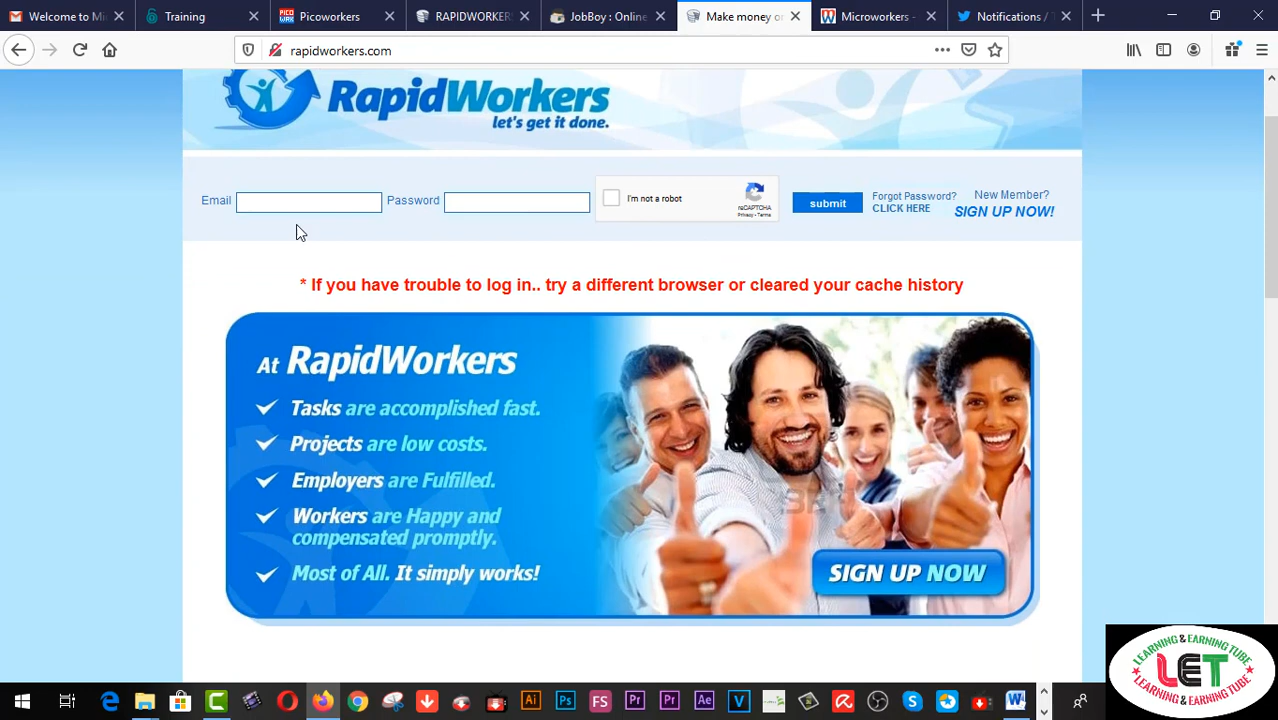 Welcome to Mi
Training
Picoworkers
RAPIDWORKERS
JobBoy : Online
Make money o
Microworkers -
Notifications / T
rapidworkers.com
RapidWorkers
let's get it done.
Email
Password
I'm not a robot
reCAPTCHA
Privacy - Terms
submit
Forgot Password?
CLICK HERE
New Member?
SIGN UP NOW!
* If you have trouble to log in.. try a different browser or cleared your cache history
At RapidWorkers
Tasks are accomplished fast.
Projects are low costs.
Employers are Fulfilled.
Workers are Happy and
compensated promptly.
Most of All. It simply works!
SIGN UP NOW
LEARNING & EARNING TUBE
LET
LEARNING & EARNING TUBE